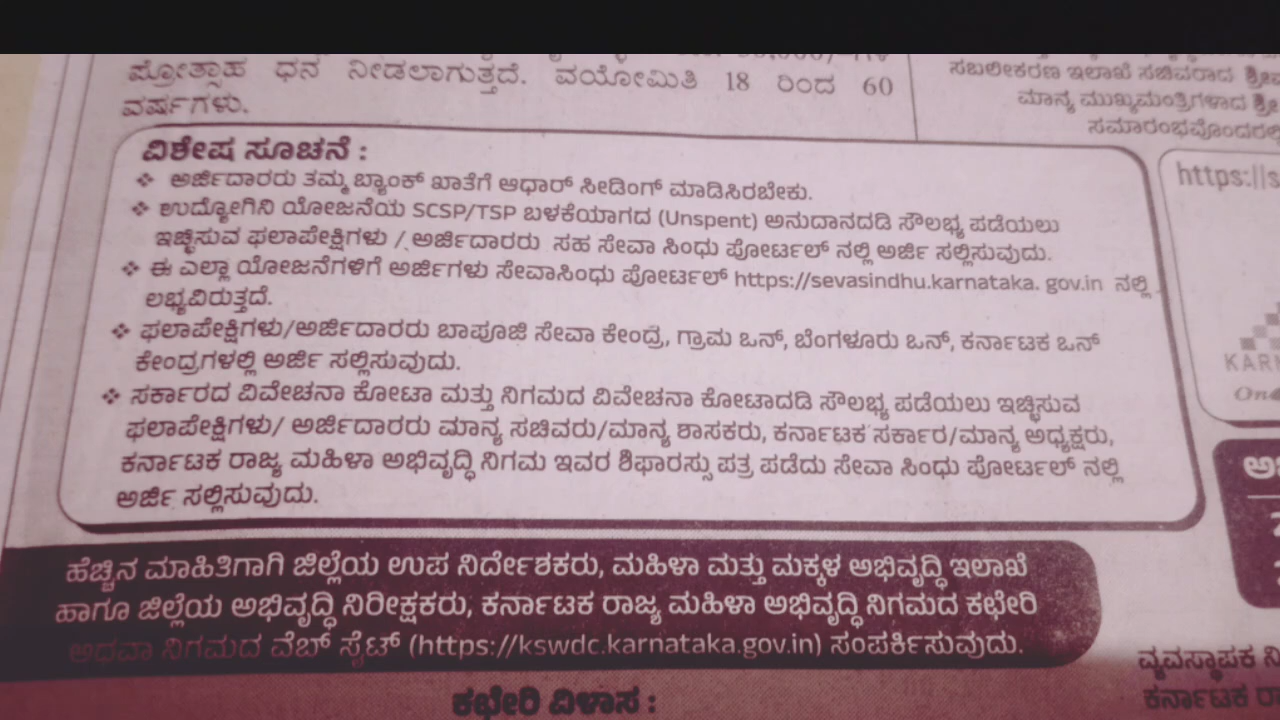 ಪ್ರೋತ್ಸಾಹ ಧನ ನೀಡಲಾಗುತ್ತದೆ. ವಯೋಮಿತಿ 18 ರಿಂದ 60
ವರ್ಷಗಳು.
ವಿಶೇಷ ಸೂಚನೆ :
❖ ಅರ್ಜಿದಾರರು ತಮ್ಮ ಬ್ಯಾಂಕ್ ಖಾತೆಗೆ ಆಧಾರ್ ಸೀಡಿಂಗ್ ಮಾಡಿಸಿರಬೇಕು.
❖ ಉದ್ಯೋಗಿನಿ ಯೋಜನೆಯ SCSP/TSP ಬಳಕೆಯಾಗದ (Unspent) ಅನುದಾನದಡಿ ಸೌಲಭ್ಯ ಪಡೆಯಲು
ಇಚ್ಛಿಸುವ ಫಲಾಪೇಕ್ಷಿಗಳು / ಅರ್ಜಿದಾರರು ಸಹ ಸೇವಾ ಸಿಂಧು ಪೋರ್ಟಲ್ ನಲ್ಲಿ ಅರ್ಜಿ ಸಲ್ಲಿಸುವುದು.
❖ ಈ ಎಲ್ಲಾ ಯೋಜನೆಗಳಿಗೆ ಅರ್ಜಿಗಳು ಸೇವಾಸಿಂಧು ಪೋರ್ಟಲ್ https://sevasindhu.karnataka. gov.in ನಲ್ಲಿ
ಲಭ್ಯವಿರುತ್ತದೆ.
❖ ಫಲಾಪೇಕ್ಷಿಗಳು/ಅರ್ಜಿದಾರರು ಬಾಪೂಜಿ ಸೇವಾ ಕೇಂದ್ರ, ಗ್ರಾಮ ಒನ್, ಬೆಂಗಳೂರು ಒನ್, ಕರ್ನಾಟಕ ಒನ್
ಕೇಂದ್ರಗಳಲ್ಲಿ ಅರ್ಜಿ ಸಲ್ಲಿಸುವುದು.
❖ ಸರ್ಕಾರದ ವಿವೇಚನಾ ಕೋಟಾ ಮತ್ತು ನಿಗಮದ ವಿವೇಚನಾ ಕೋಟಾದಡಿ ಸೌಲಭ್ಯ ಪಡೆಯಲು ಇಚ್ಛಿಸುವ
ಫಲಾಪೇಕ್ಷಿಗಳು/ ಅರ್ಜಿದಾರರು ಮಾನ್ಯ ಸಚಿವರು/ಮಾನ್ಯ ಶಾಸಕರು, ಕರ್ನಾಟಕ ಸರ್ಕಾರ/ಮಾನ್ಯ ಅಧ್ಯಕ್ಷರು,
ಕರ್ನಾಟಕ ರಾಜ್ಯ ಮಹಿಳಾ ಅಭಿವೃದ್ಧಿ ನಿಗಮ ಇವರ ಶಿಫಾರಸ್ಸು ಪತ್ರ ಪಡೆದು ಸೇವಾ ಸಿಂಧು ಪೋರ್ಟಲ್ ನಲ್ಲಿ
ಅರ್ಜಿ ಸಲ್ಲಿಸುವುದು.
ಹೆಚ್ಚಿನ ಮಾಹಿತಿಗಾಗಿ ಜಿಲ್ಲೆಯ ಉಪ ನಿರ್ದೇಶಕರು, ಮಹಿಳಾ ಮತ್ತು ಮಕ್ಕಳ ಅಭಿವೃದ್ಧಿ ಇಲಾಖೆ
ಹಾಗೂ ಜಿಲ್ಲೆಯ ಅಭಿವೃದ್ಧಿ ನಿರೀಕ್ಷಕರು, ಕರ್ನಾಟಕ ರಾಜ್ಯ ಮಹಿಳಾ ಅಭಿವೃದ್ಧಿ ನಿಗಮದ ಕಛೇರಿ
ಅಥವಾ ನಿಗಮದ ವೆಬ್ ಸೈಟ್ (https://kswdc.karnataka.gov.in) ಸಂಪರ್ಕಿಸುವುದು.
ಕಛೇರಿ ವಿಳಾಸ :
ಸಬಲೀಕರಣ ಇಲಾಖೆ ಸಚಿವರಾದ
ಮಾನ್ಯ ಮುಖ್ಯಮಂತ್ರಿಗಳಾದ ಶ್ರೀ
https://s
KAR
ವ್ಯವಸ್ಥಾಪಕ ನಿ
ಕರ್ನಾಟಕ ರಾ